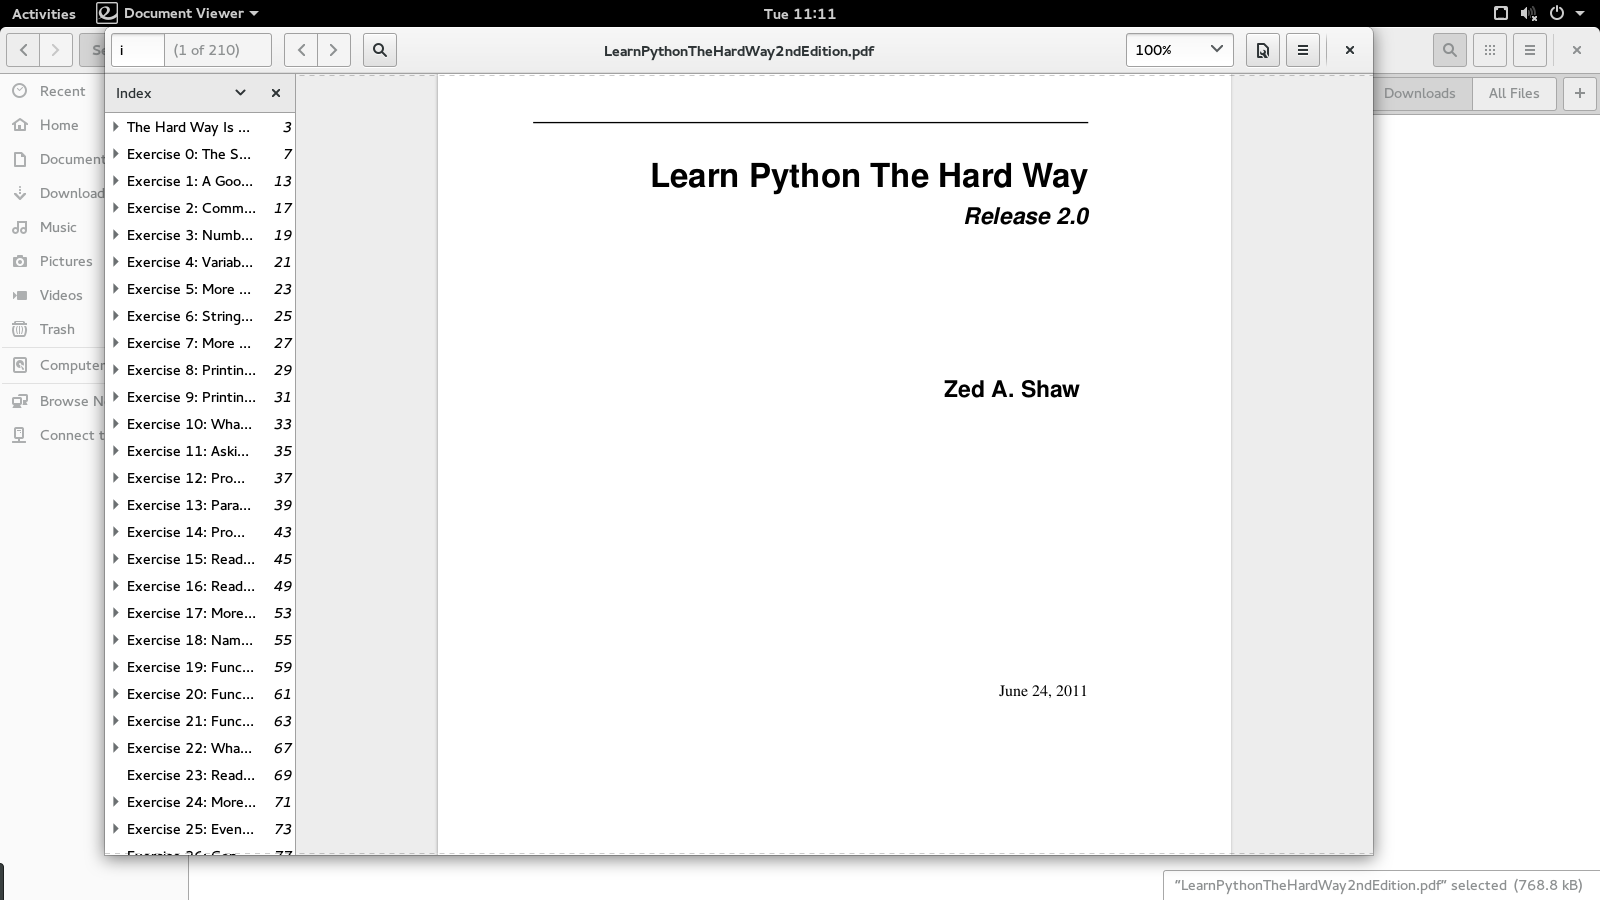 Activities
Document Viewer
Tue 11:11
i
(1 of 210)
LearnPythonTheHardWay2ndEdition.pdf
100%
Index
The Hard Way Is ... 3
Exercise 0: The S... 7
Exercise 1: A Goo... 13
Exercise 2: Comm... 17
Exercise 3: Numb... 19
Exercise 4: Variab... 21
Exercise 5: More ... 23
Exercise 6: String... 25
Exercise 7: More ... 27
Exercise 8: Printin... 29
Exercise 9: Printin... 31
Exercise 10: Wha... 33
Exercise 11: Aski... 35
Exercise 12: Pro... 37
Exercise 13: Para... 39
Exercise 14: Pro... 43
Exercise 15: Read... 45
Exercise 16: Read... 49
Exercise 17: More... 53
Exercise 18: Nam... 55
Exercise 19: Func... 59
Exercise 20: Func... 61
Exercise 21: Func... 63
Exercise 22: Wha... 67
Exercise 23: Read... 69
Exercise 24: More... 71
Exercise 25: Even... 73
Learn Python The Hard Way
Release 2.0
Zed A. Shaw
June 24, 2011
Se
Recent
Home
Document
Download
Music
Pictures
Videos
Trash
Computer
Browse N
Connect t
Downloads
All Files
"LearnPythonTheHardWay2ndEdition.pdf" selected (768.8 kB)